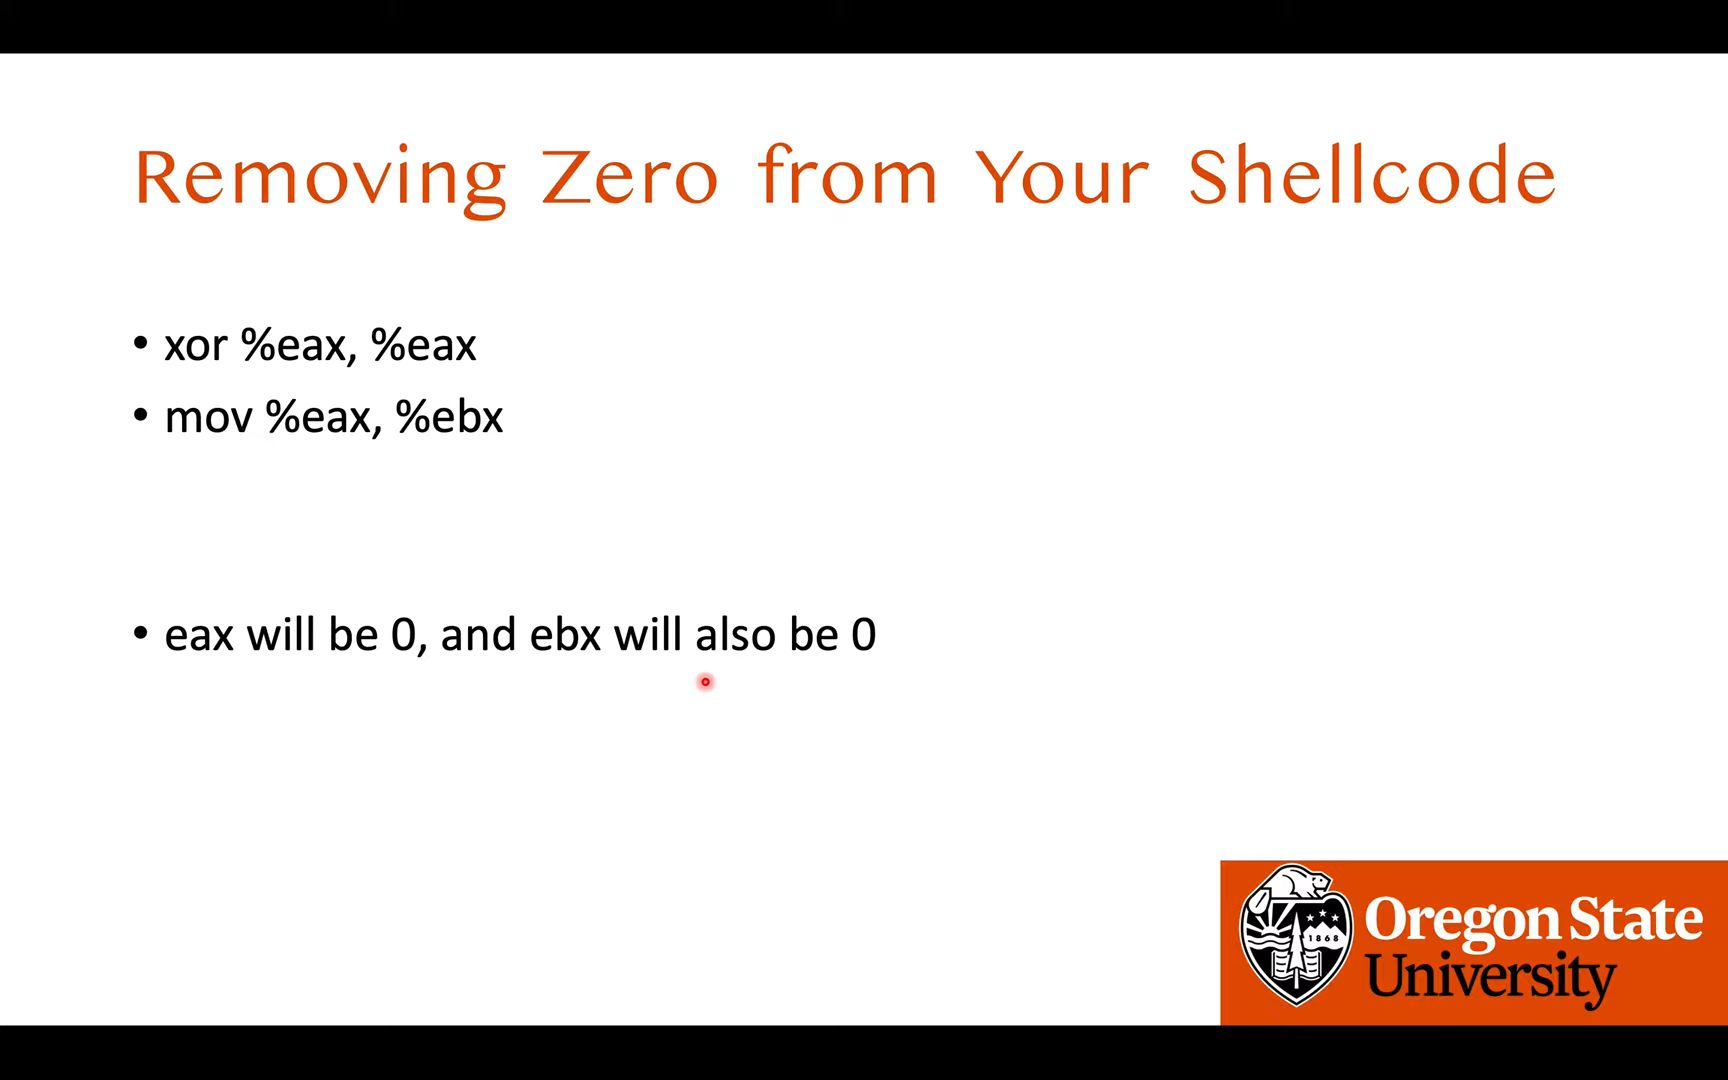 Removing Zero from Your Shellcode
• xor %eax, %eax
• mov %eax, %ebx
• eax will be 0, and ebx will also be 0
1868
Oregon State
University